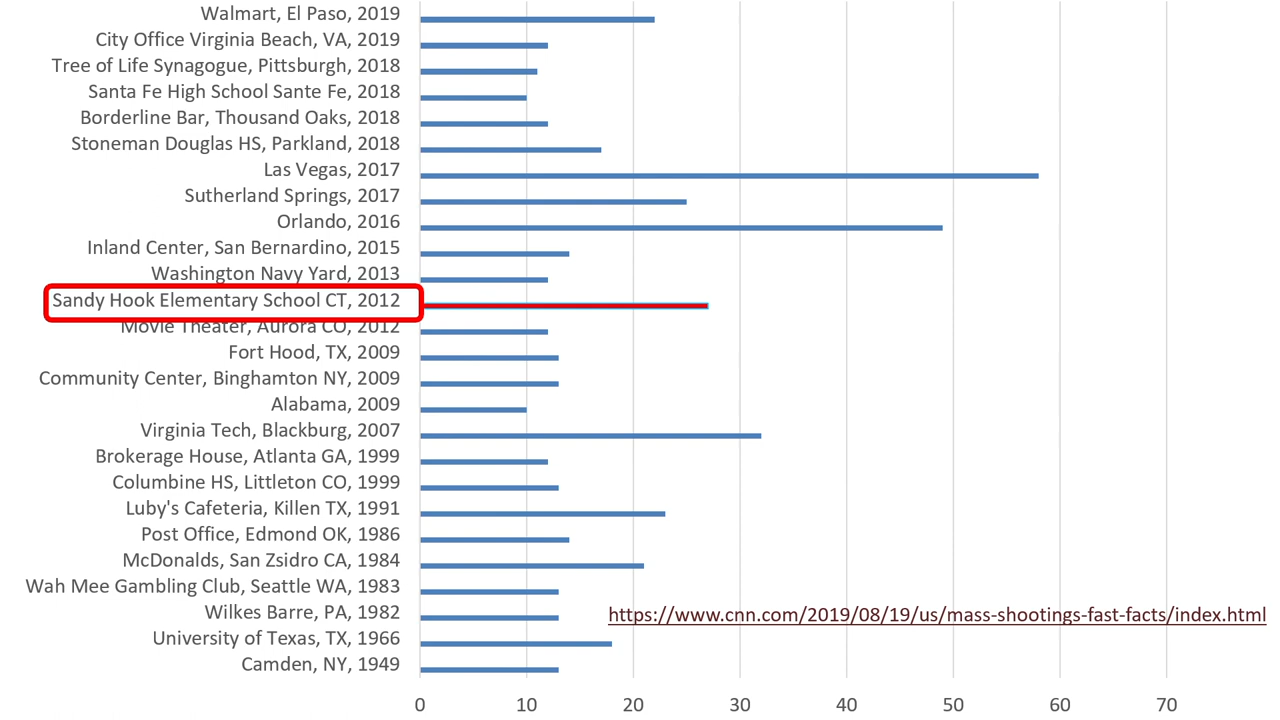 Walmart, El Paso, 2019
City Office Virginia Beach, VA, 2019
Tree of Life Synagogue, Pittsburgh, 2018
Santa Fe High School Sante Fe, 2018
Borderline Bar, Thousand Oaks, 2018
Stoneman Douglas HS, Parkland, 2018
Las Vegas, 2017
Sutherland Springs, 2017
Orlando, 2016
Inland Center, San Bernardino, 2015
Washington Navy Yard, 2013
Sandy Hook Elementary School CT, 2012
Movie Theater, Aurora CO, 2012
Fort Hood, TX, 2009
Community Center, Binghamton NY, 2009
Alabama, 2009
Virginia Tech, Blackburg, 2007
Brokerage House, Atlanta GA, 1999
Columbine HS, Littleton CO, 1999
Luby's Cafeteria, Killen TX, 1991
Post Office, Edmond OK, 1986
McDonalds, San Zsidro CA, 1984
Wah Mee Gambling Club, Seattle WA, 1983
Wilkes Barre, PA, 1982
https://www.cnn.com/2019/08/19/us/mass-shootings-fast-facts/index.html
University of Texas, TX, 1966
Camden, NY, 1949
0 10 20 30 40 50 60 70